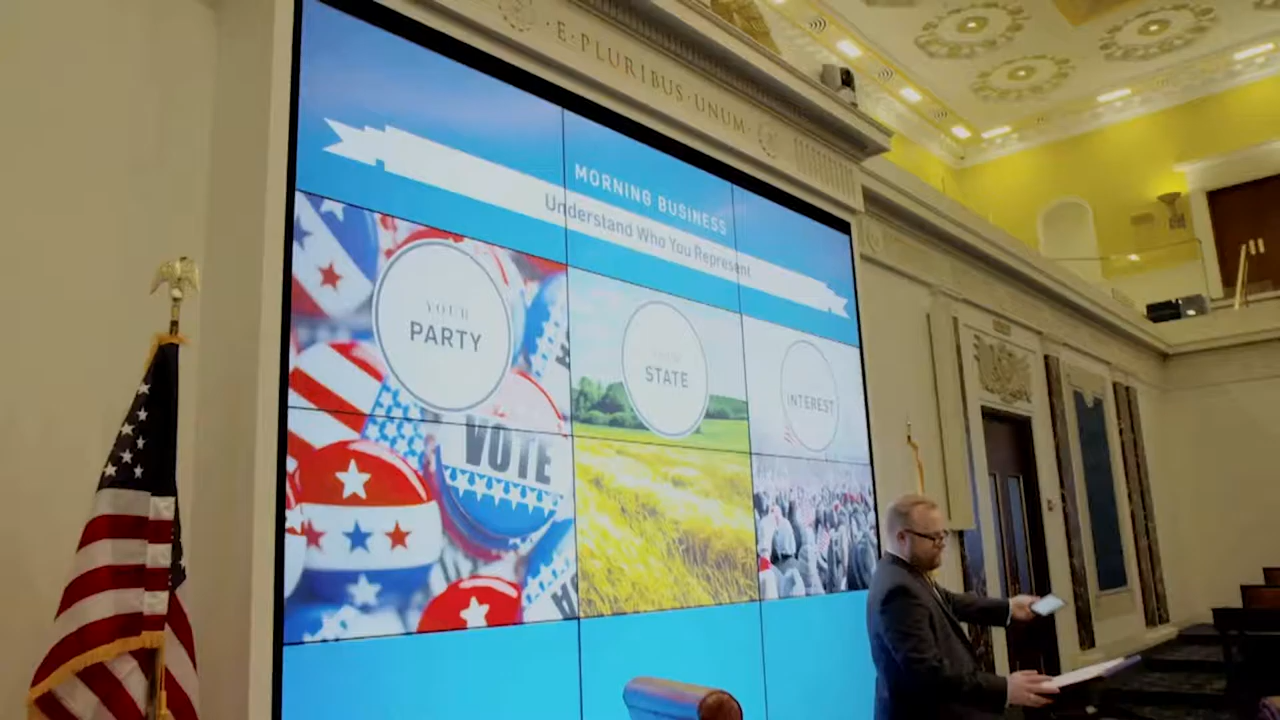 ·E·PLURIBUS·UNUM·
MORNING BUSINESS
Understand Who You Represent
YOUR
PARTY
STATE
INTEREST
VOTE